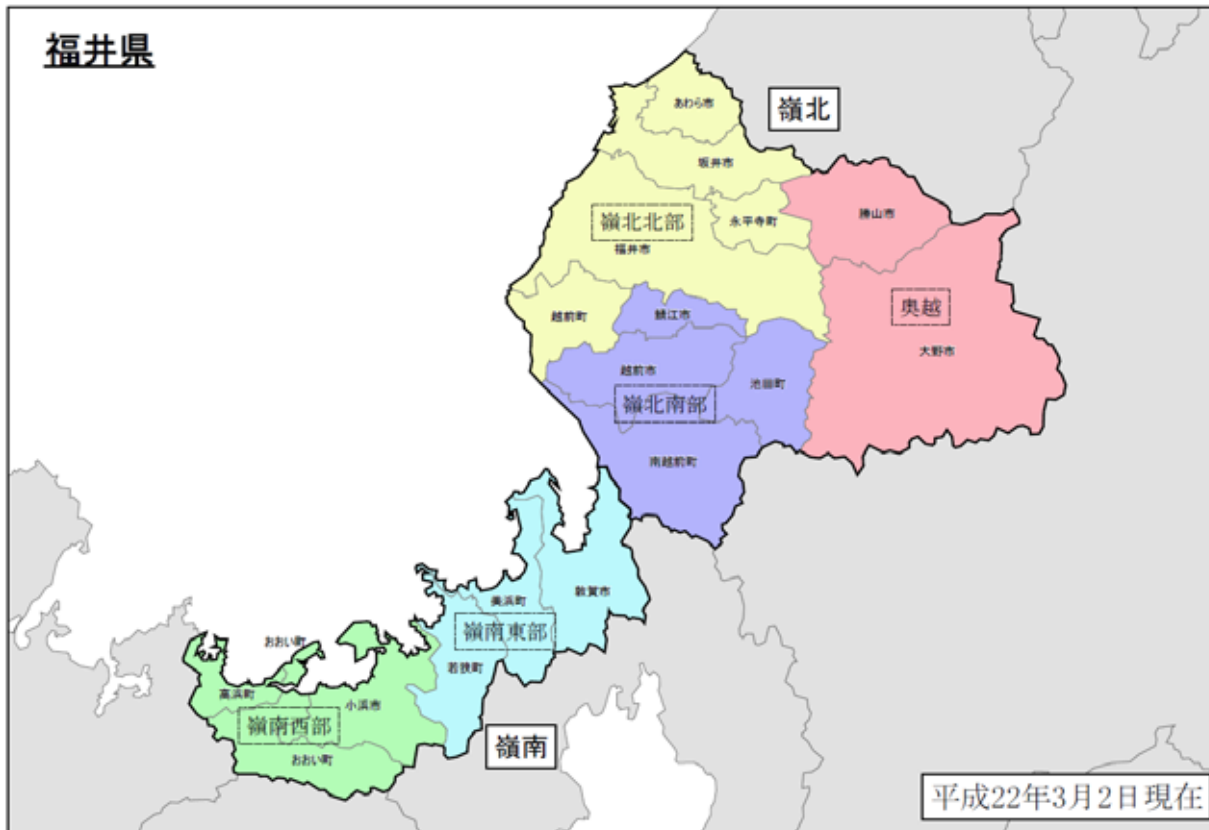 福井県
あわら市
嶺北
坂井市
勝山市
嶺北北部
永平寺町
福井市
奥越
越前町
鯖江市
大野市
越前市
池田町
嶺北南部
南越前町
敦賀市
美浜町
嶺南東部
おおい町
若狭町
高浜町
小浜市
嶺南西部
嶺南
おおい町
平成22年3月2日現在